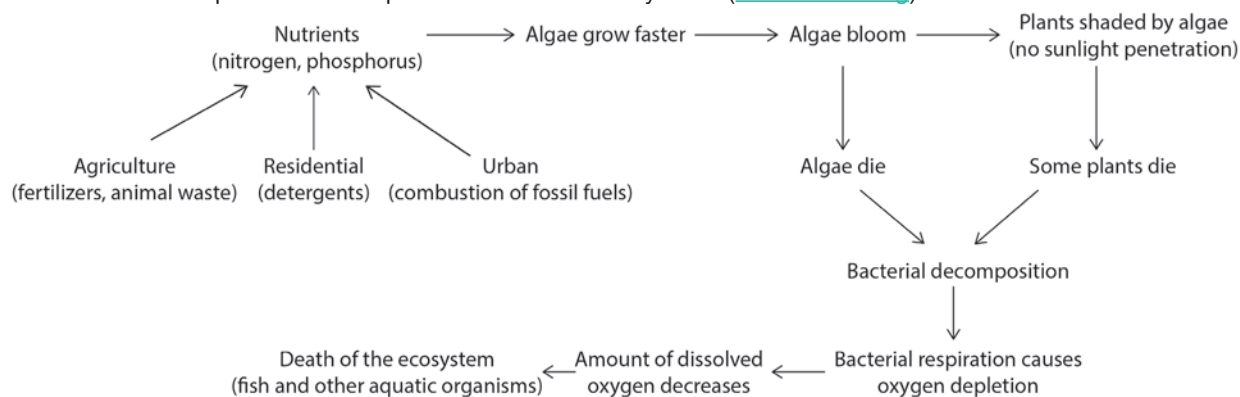 Nutrients
(nitrogen, phosphorus)
Algae grow faster
Algae bloom
Plants shaded by algae
(no sunlight penetration)
Agriculture
(fertilizers, animal waste)
Residential
(detergents)
Urban
(combustion of fossil fuels)
Algae die
Some plants die
Bacterial decomposition
Death of the ecosystem
(fish and other aquatic organisms)
Amount of dissolved
oxygen decreases
Bacterial respiration causes
oxygen depletion